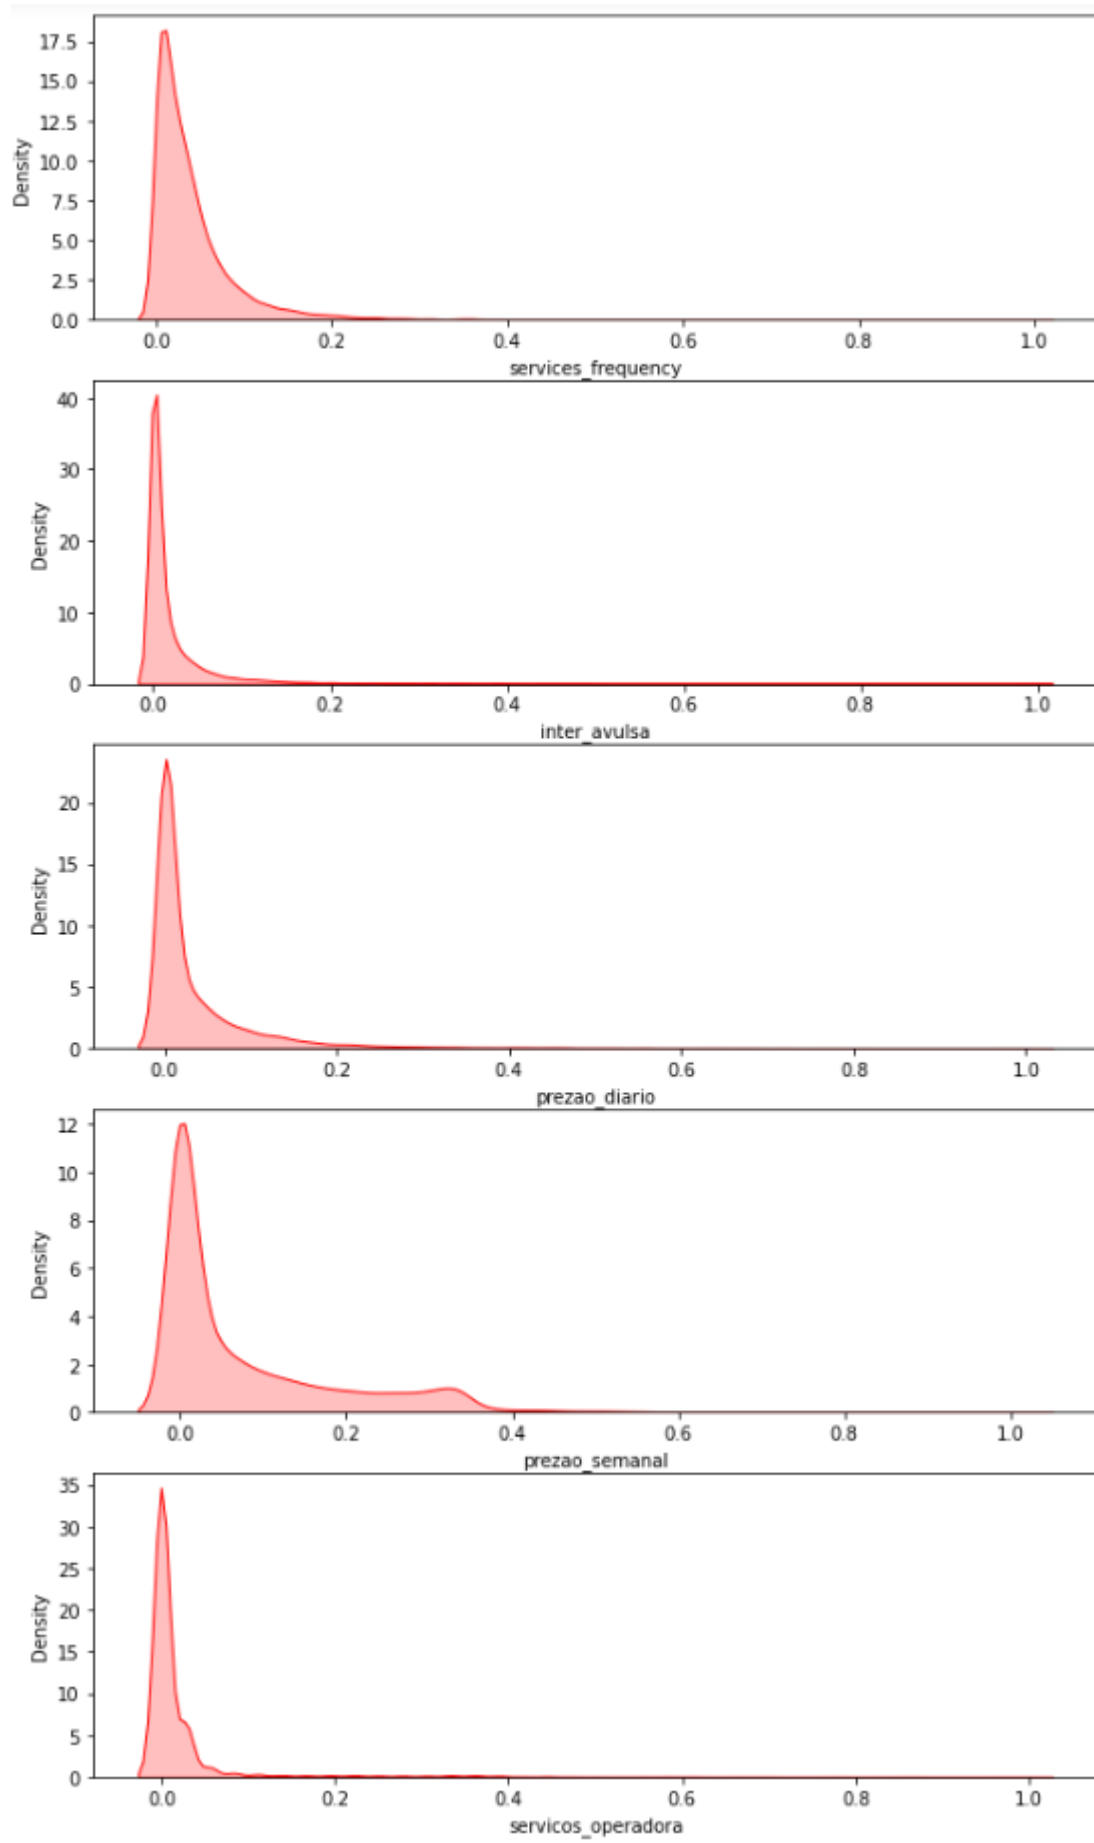 17.5
15.0
12.5
10.0
7.5
5.0
2.5
0.0
Density
0.0 0.2 0.4 0.6 0.8 1.0
services_frequency
40
30
20
10
0
Density
0.0 0.2 0.4 0.6 0.8 1.0
inter_avulsa
20
15
10
5
0
Density
0.0 0.2 0.4 0.6 0.8 1.0
prezao_diario
12
10
8
6
4
2
0
Density
0.0 0.2 0.4 0.6 0.8 1.0
prezao_semanal
35
30
25
20
15
10
5
0
Density
0.0 0.2 0.4 0.6 0.8 1.0
servicos_operadora